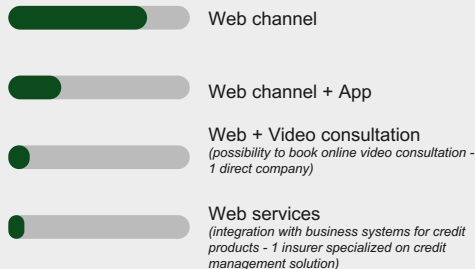 Web channel
Web channel + App
Web + Video consultation
(possibility to book online video consultation -
1 direct company)
Web services
(integration with business systems for credit
products - 1 insurer specialized on credit
management solution)